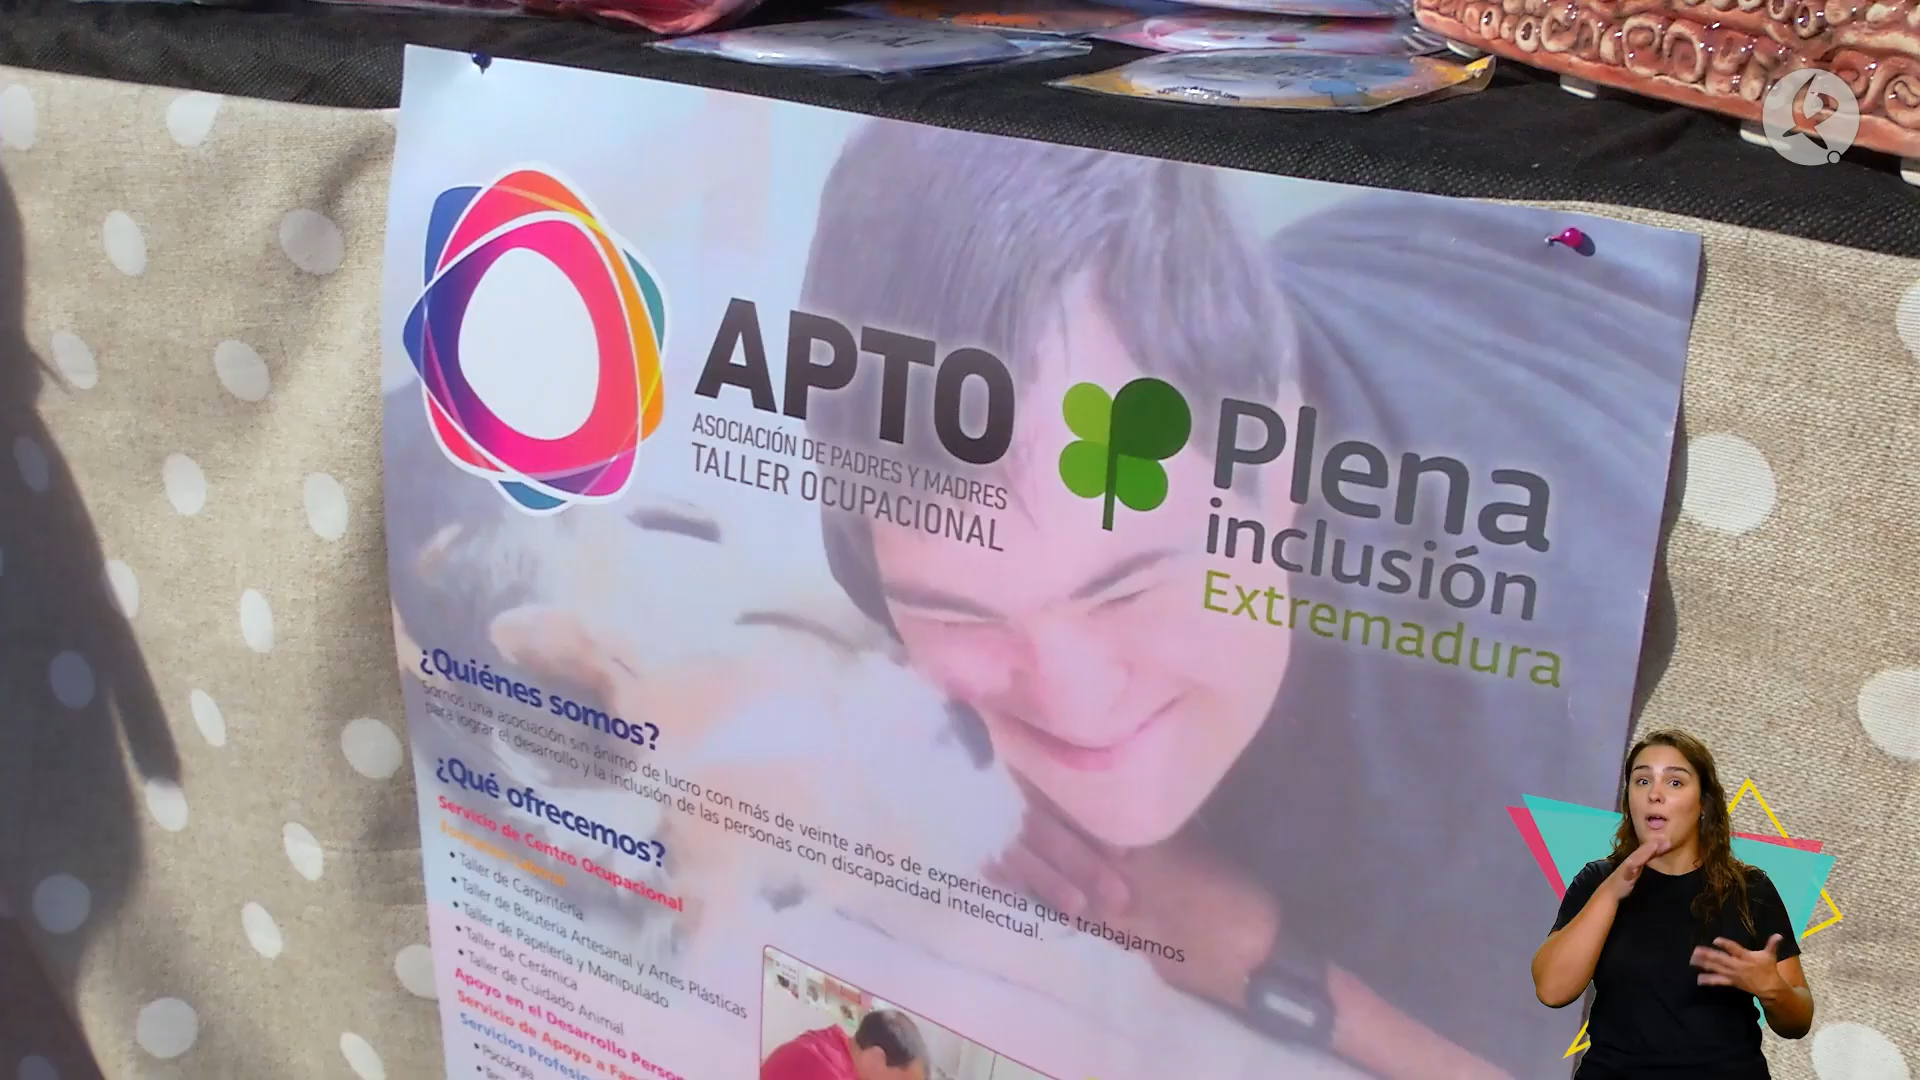 APTO
ASOCIACIÓN DE PADRES Y MADRES
TALLER OCUPACIONAL
Plena
inclusión
Extremadura
¿Quiénes somos?
Somos una asociación sin ánimo de lucro con más de veinte años de experiencia que trabajamos
para lograr el desarrollo y la inclusión de las personas con discapacidad intelectual.
¿Qué ofrecemos?
Servicio de Centro Ocupacional
• Taller de Carpintería
• Taller de Bisutería Artesanal y Artes Plásticas
• Taller de Papelería y Manipulado
• Taller de Cerámica
• Taller de Cuidado Animal
Apoyo en el Desarrollo
Servicio de Apoyo a
Servicios
• Psicología